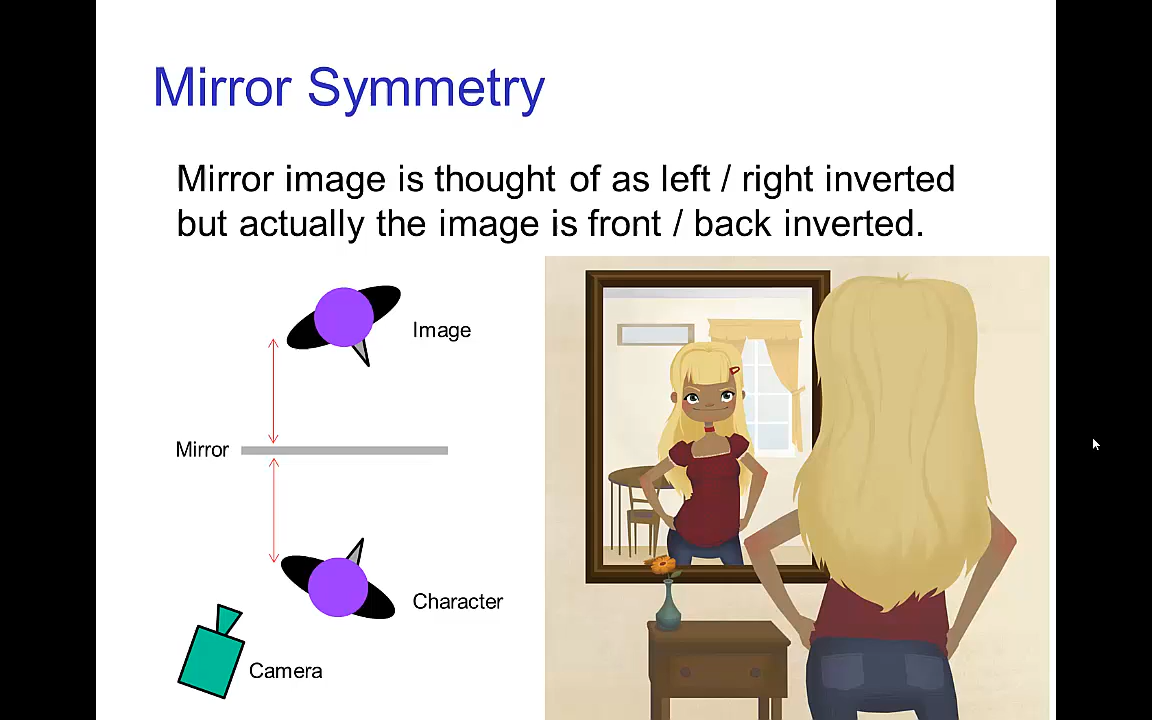 Mirror Symmetry
Mirror image is thought of as left / right inverted
but actually the image is front / back inverted.
Image
Mirror
Character
Camera